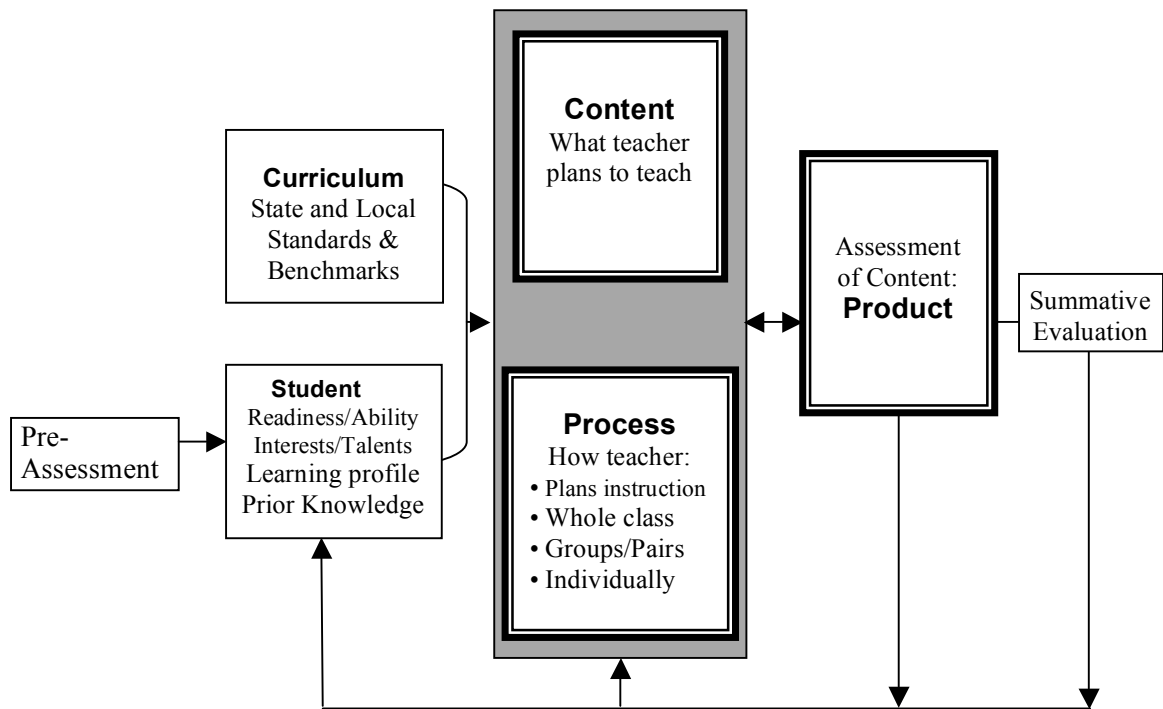 Content
What teacher
plans to teach
Curriculum
State and Local
Standards &
Benchmarks
Assessment
of Content:
Product
Summative
Evaluation
Student
Readiness/Ability
Interests/Talents
Learning profile
Prior Knowledge
Pre-
Assessment
Process
How teacher:
• Plans instruction
• Whole class
• Groups/Pairs
• Individually